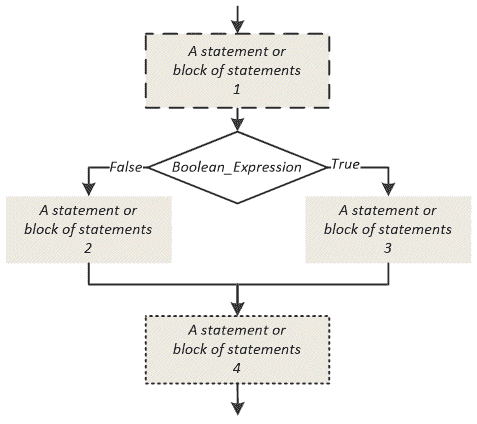 A statement or
block of statements
1
False
Boolean_Expression
True
A statement or
block of statements
2
A statement or
block of statements
3
A statement or
block of statements
4